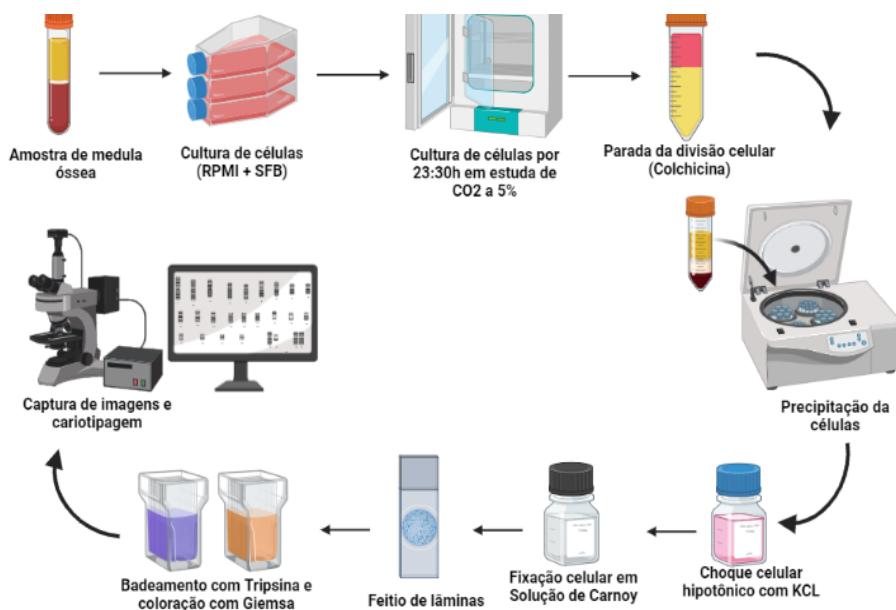 Amostra de medula
óssea
Cultura de células
(RPMI + SFB)
Cultura de células por
23:30h em estuda de
CO2 a 5%
Parada da divisão celular
(Colchicina)
Precipitação da
células
Choque celular
hipotônico com KCL
Fixação celular em
Solução de Carnoy
Feitio de lâminas
Badeamento com Tripsina e
coloração com Giemsa
Captura de imagens e
cariotipagem